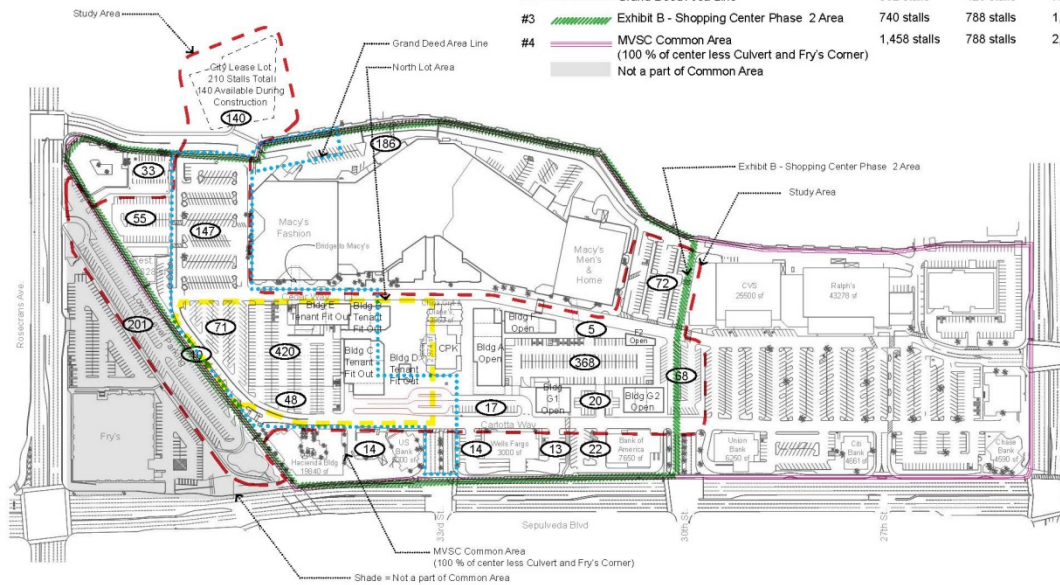 #3 Exhibit B - Shopping Center Phase 2 Area 740 stalls 788 stalls 1,
#4 MVSC Common Area 1,458 stalls 788 stalls 2,
(100 % of center less Culvert and Fry's Corner)
Not a part of Common Area
Study Area
City Lease Lot
210 Stalls Total
140 Available During
Construction
140
Grand Deed Area Line
North Lot Area
186
Exhibit B - Shopping Center Phase 2 Area
Study Area
33
55
147
Macy's
Fashion
Bridge to Macy's
Macy's
Men's
& Home
72
CVS
25500 sf
Ralph's
43278 sf
Rosecrans Ave.
201
49
71
420
48
Bldg E
Tenant Fit Out
Tenant
Fit Out
Bldg C
Tenant
Fit Out
Bldg D
Tenant
Fit Out
CPK
Bldg A
Open
Open
5
F2
Open
368
68
Bldg
G1
Open
20
Bldg G2
Open
17
Carlotta Way
Fry's
Hacienda Bldg
19840 sf
14
US
Bank
14
Wells Fargo
3000 sf
13
22
Bank of
America
7650 sf
Union
Bank
6250 sf
Citi
Bank
4661 sf
Chase
Bank
4590 sf
33rd St.
Sepulveda Blvd
30th St.
27th St.
MVSC Common Area
(100 % of center less Culvert and Fry's Corner)
Shade = Not a part of Common Area